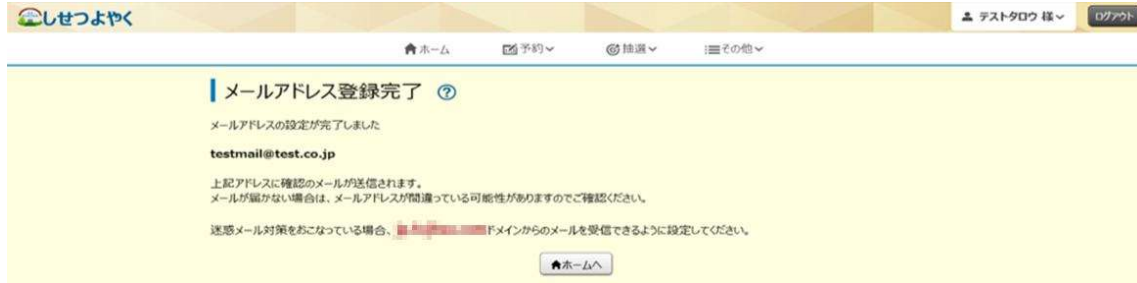 しせつよやく
テストタロウ 様
ログアウト
ホーム 予約 抽選 その他
メールアドレス登録完了 ?
メールアドレスの設定が完了しました
testmail@test.co.jp
上記アドレスに確認のメールが送信されます。
メールが届かない場合は、メールアドレスが間違っている可能性がありますのでご確認ください。
迷惑メール対策をおこなっている場合、ドメインからのメールを受信できるように設定してください。
ホームへ